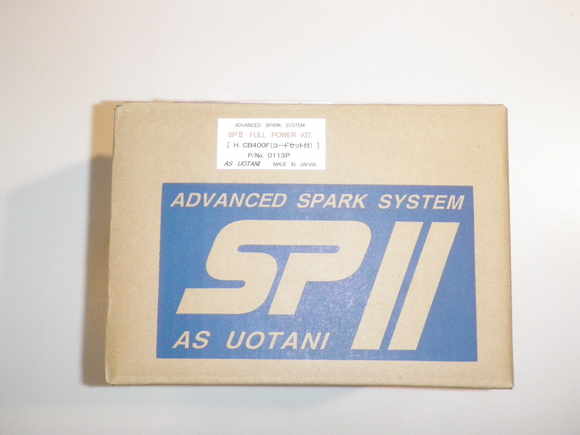 ADVANCED SPARK SYSTEM
SPⅡ FULL POWER KIT
[ H. CB400F(コードセット付) ]
P/No. 0113P
AS UOTANI MADE IN JAPAN
ADVANCED SPARK SYSTEM
SPII
AS UOTANI